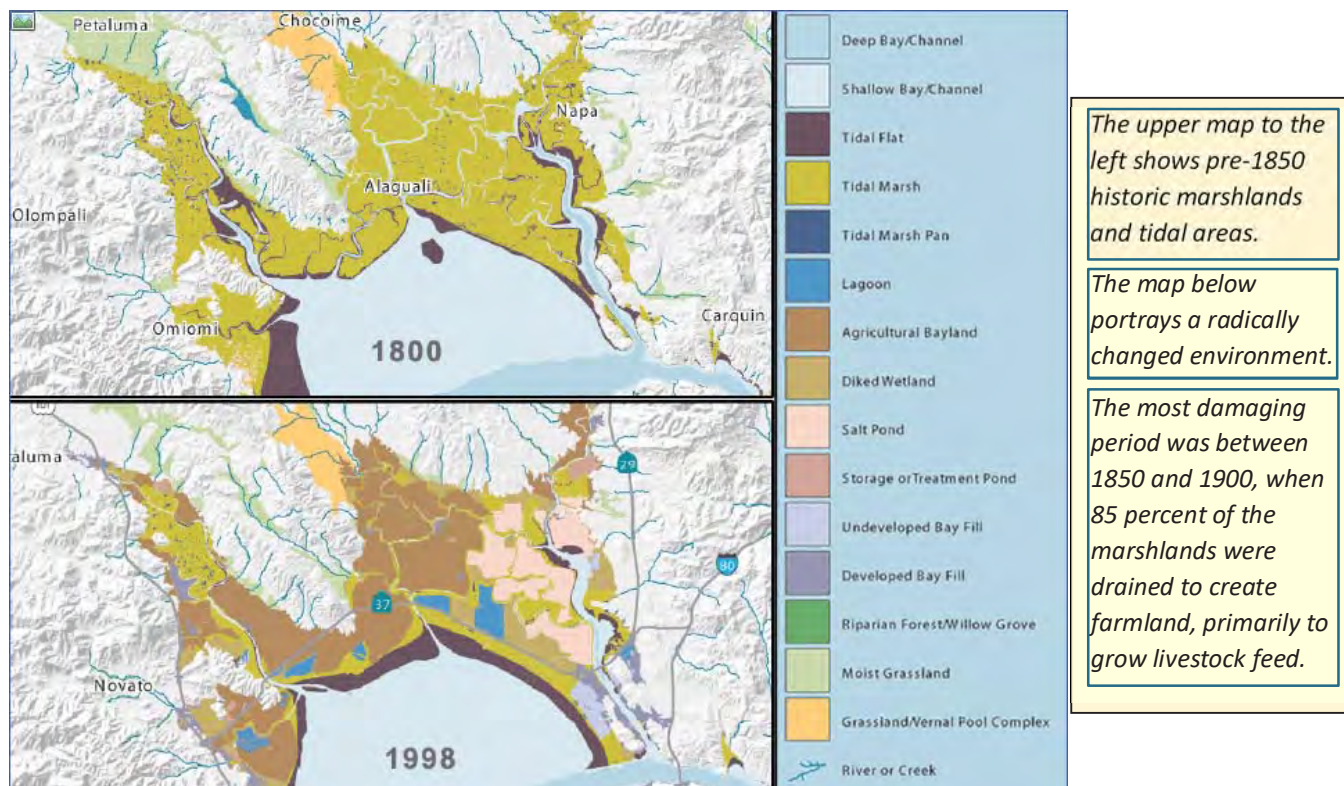 Petaluma
Chocoime
Napa
Alaguali
Olompali
Omiomi
Carquin
1800
101
aluma
29
80
37
Novato
1998
Deep Bay/Channel
Shallow Bay/Channel
Tidal Flat
Tidal Marsh
Tidal Marsh Pan
Lagoon
Agricultural Bayland
Diked Wetland
Salt Pond
Storage or Treatment Pond
Undeveloped Bay Fill
Developed Bay Fill
Riparian Forest/Willow Grove
Moist Grassland
Grassland/Vernal Pool Complex
River or Creek
The upper map to the
left shows pre-1850
historic marshlands
and tidal areas.
The map below
portrays a radically
changed environment.
The most damaging
period was between
1850 and 1900, when
85 percent of the
marshlands were
drained to create
farmland, primarily to
grow livestock feed.